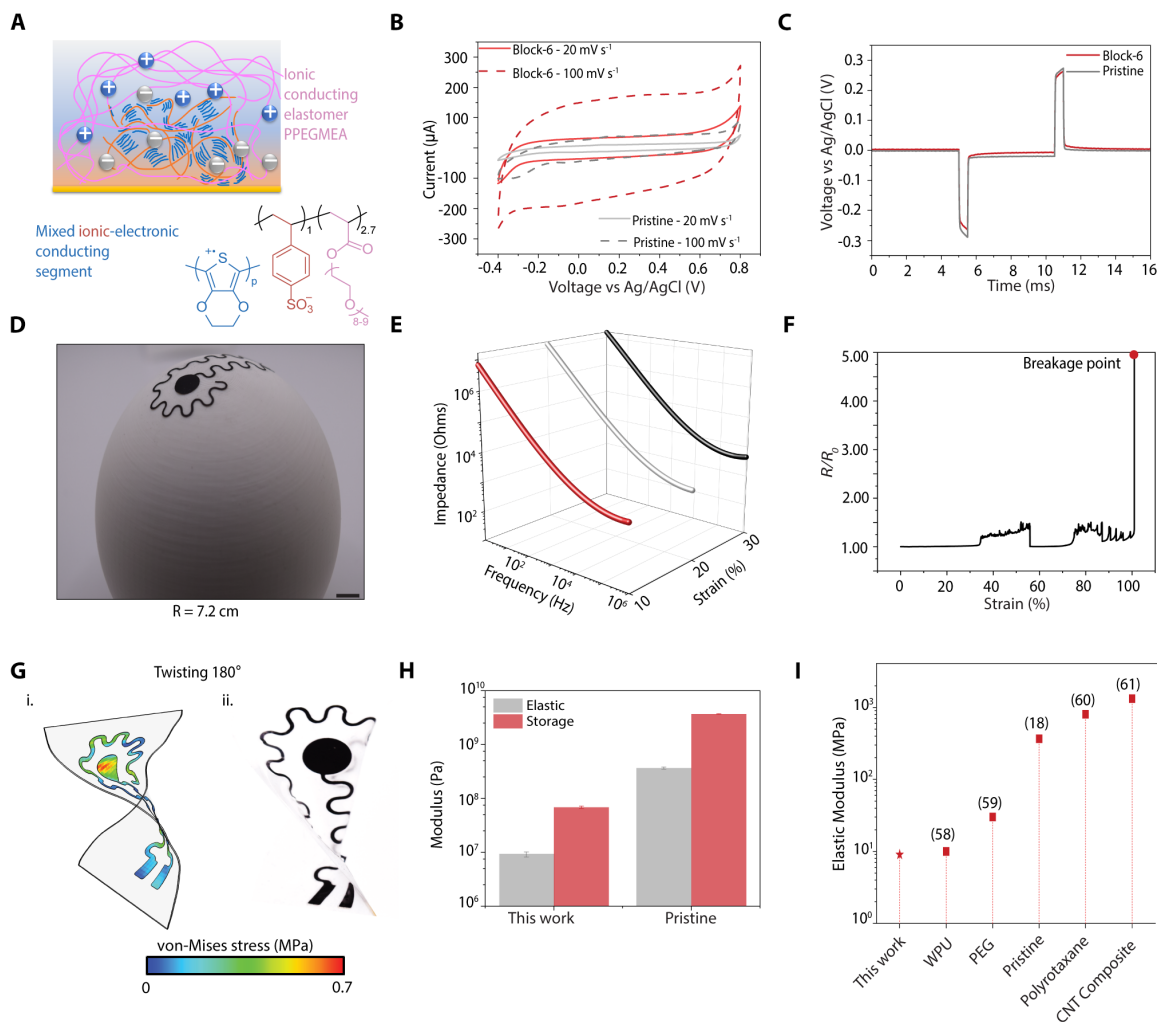 A
Ionic
conducting
elastomer
PPEGMEA
Mixed ionic-electronic
conducting
segment
+•
S
O
O
p
1
2.7
SO3−
O
O
O
8-9
B
Block-6 - 20 mV s-1
Block-6 - 100 mV s-1
Pristine - 20 mV s-1
Pristine - 100 mV s-1
300
200
100
-100
-200
-300
Current (µA)
-0.4 -0.2 0.0 0.2 0.4 0.6 0.8
Voltage vs Ag/AgCl (V)
C
Block-6
Pristine
0.3
0.2
0.1
0.0
-0.1
-0.2
-0.3
Voltage vs Ag/AgCl (V)
0 2 4 6 8 10 12 14 16
Time (ms)
D
R = 7.2 cm
E
Impedance (Ohms)
10^6
10^4
10^2
10^2 10^4 10^6
Frequency (Hz)
10 20 30
Strain (%)
F
Breakage point
5.00
4.00
3.00
2.00
1.00
R/R0
0 20 40 60 80 100
Strain (%)
G
Twisting 180°
i.
ii.
von-Mises stress (MPa)
0 0.7
H
Elastic
Storage
10^10
10^9
10^8
10^7
10^6
Modulus (Pa)
This work Pristine
I
10^3
10^2
10^1
10^0
Elastic Modulus (MPa)
(58) (59) (18) (60) (61)
This work WPU PEG Pristine Polyrotaxane CNT Composite